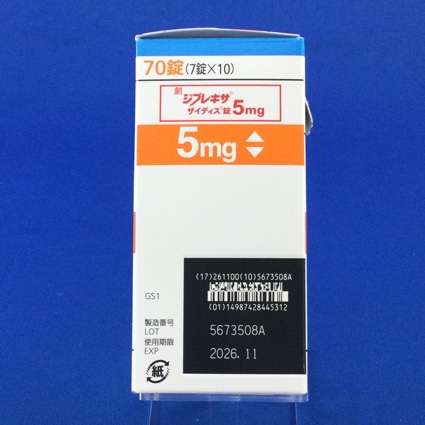 70錠(7錠×10)
劇 ジプレキサ®
ザイディス®錠5mg
5mg
(17)261100(10)5673508A
(01)14987428445312
GS1
製造番号
LOT 5673508A
使用期限
EXP 2026.11
紙